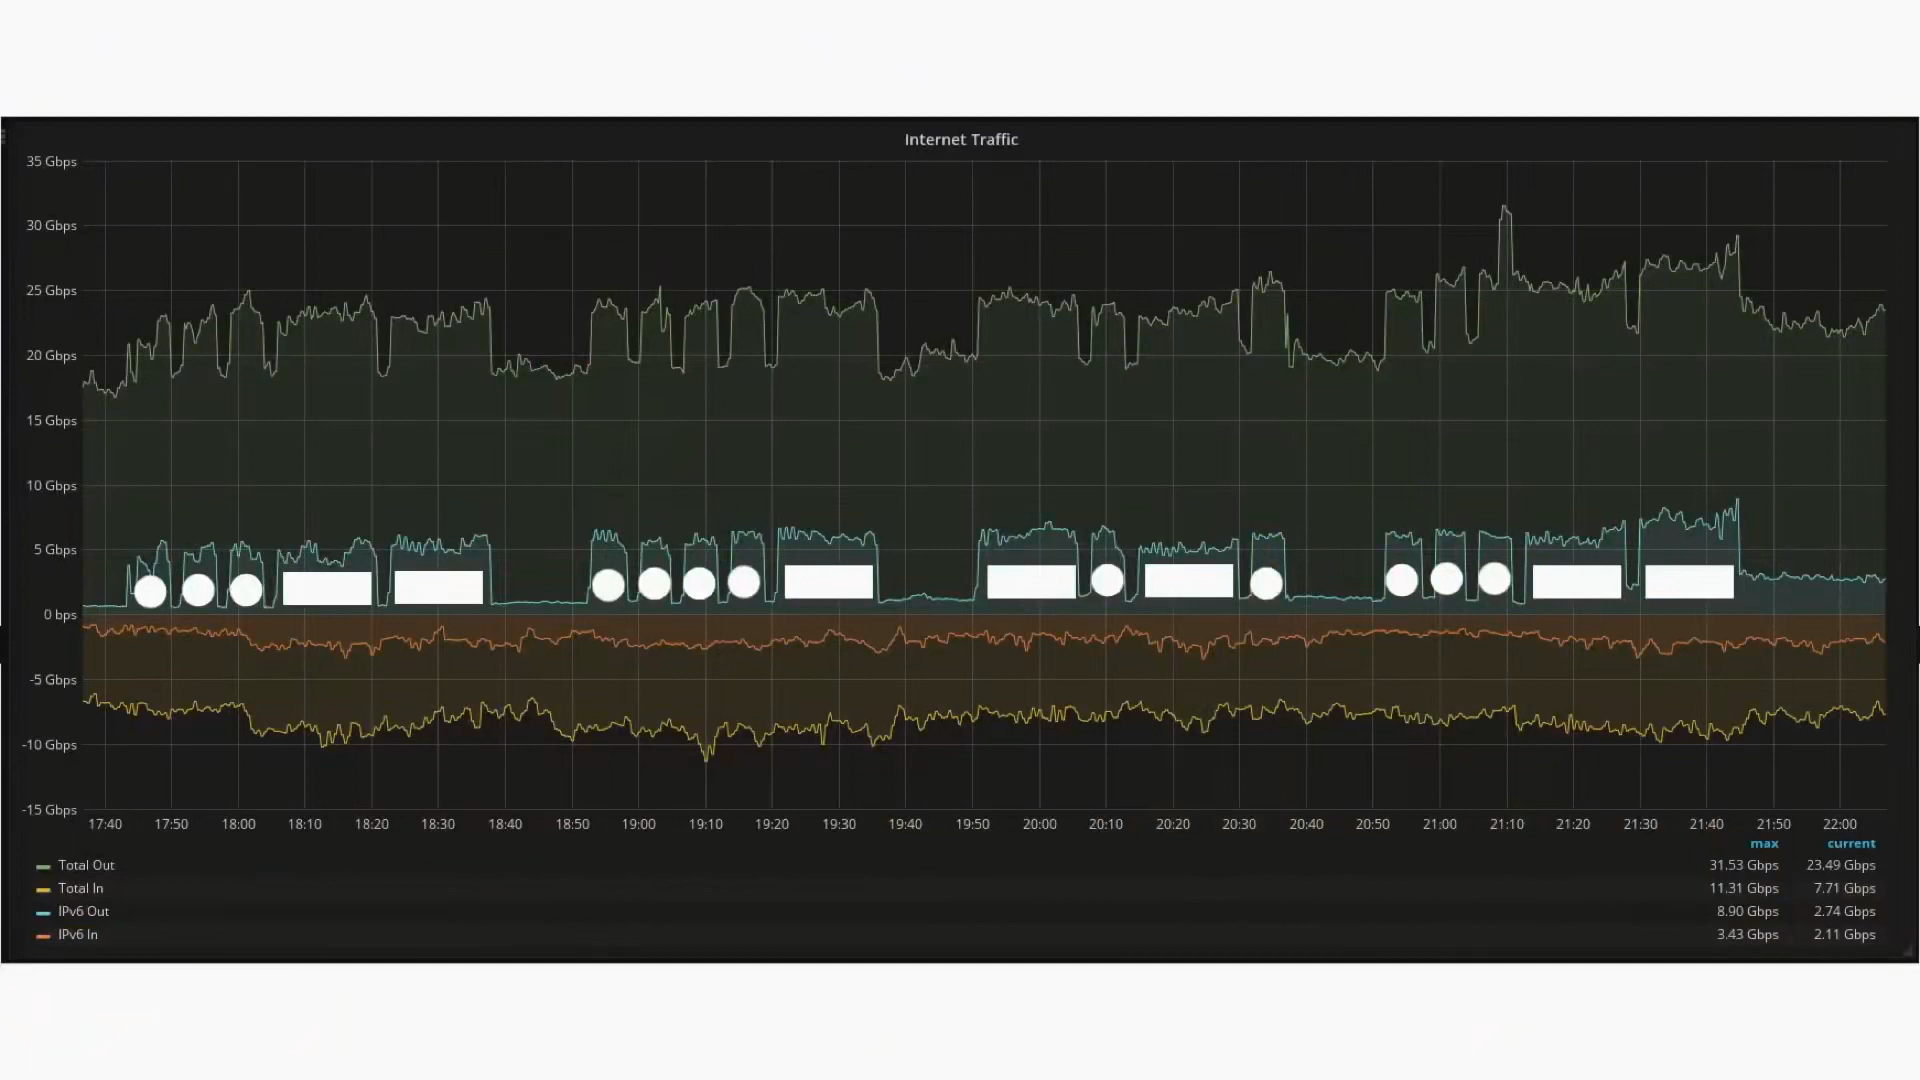 Internet Traffic
35 Gbps
30 Gbps
25 Gbps
20 Gbps
15 Gbps
10 Gbps
5 Gbps
0 bps
-5 Gbps
-10 Gbps
-15 Gbps
17:40 17:50 18:00 18:10 18:20 18:30 18:40 18:50 19:00 19:10 19:20 19:30 19:40 19:50 20:00 20:10 20:20 20:30 20:40 20:50 21:00 21:10 21:20 21:30 21:40 21:50 22:00
max current
Total Out 31.53 Gbps 23.49 Gbps
Total In 11.31 Gbps 7.71 Gbps
IPv6 Out 8.90 Gbps 2.74 Gbps
IPv6 In 3.43 Gbps 2.11 Gbps